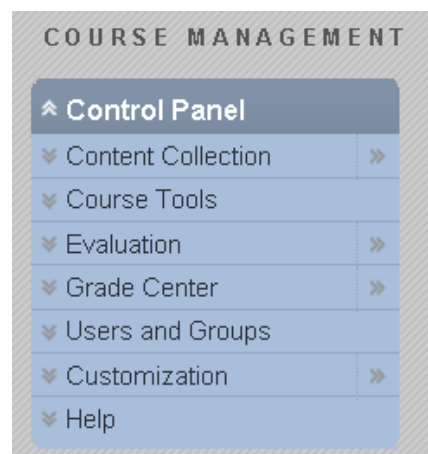 COURSE MANAGEMENT
Control Panel
Content Collection
Course Tools
Evaluation
Grade Center
Users and Groups
Customization
Help